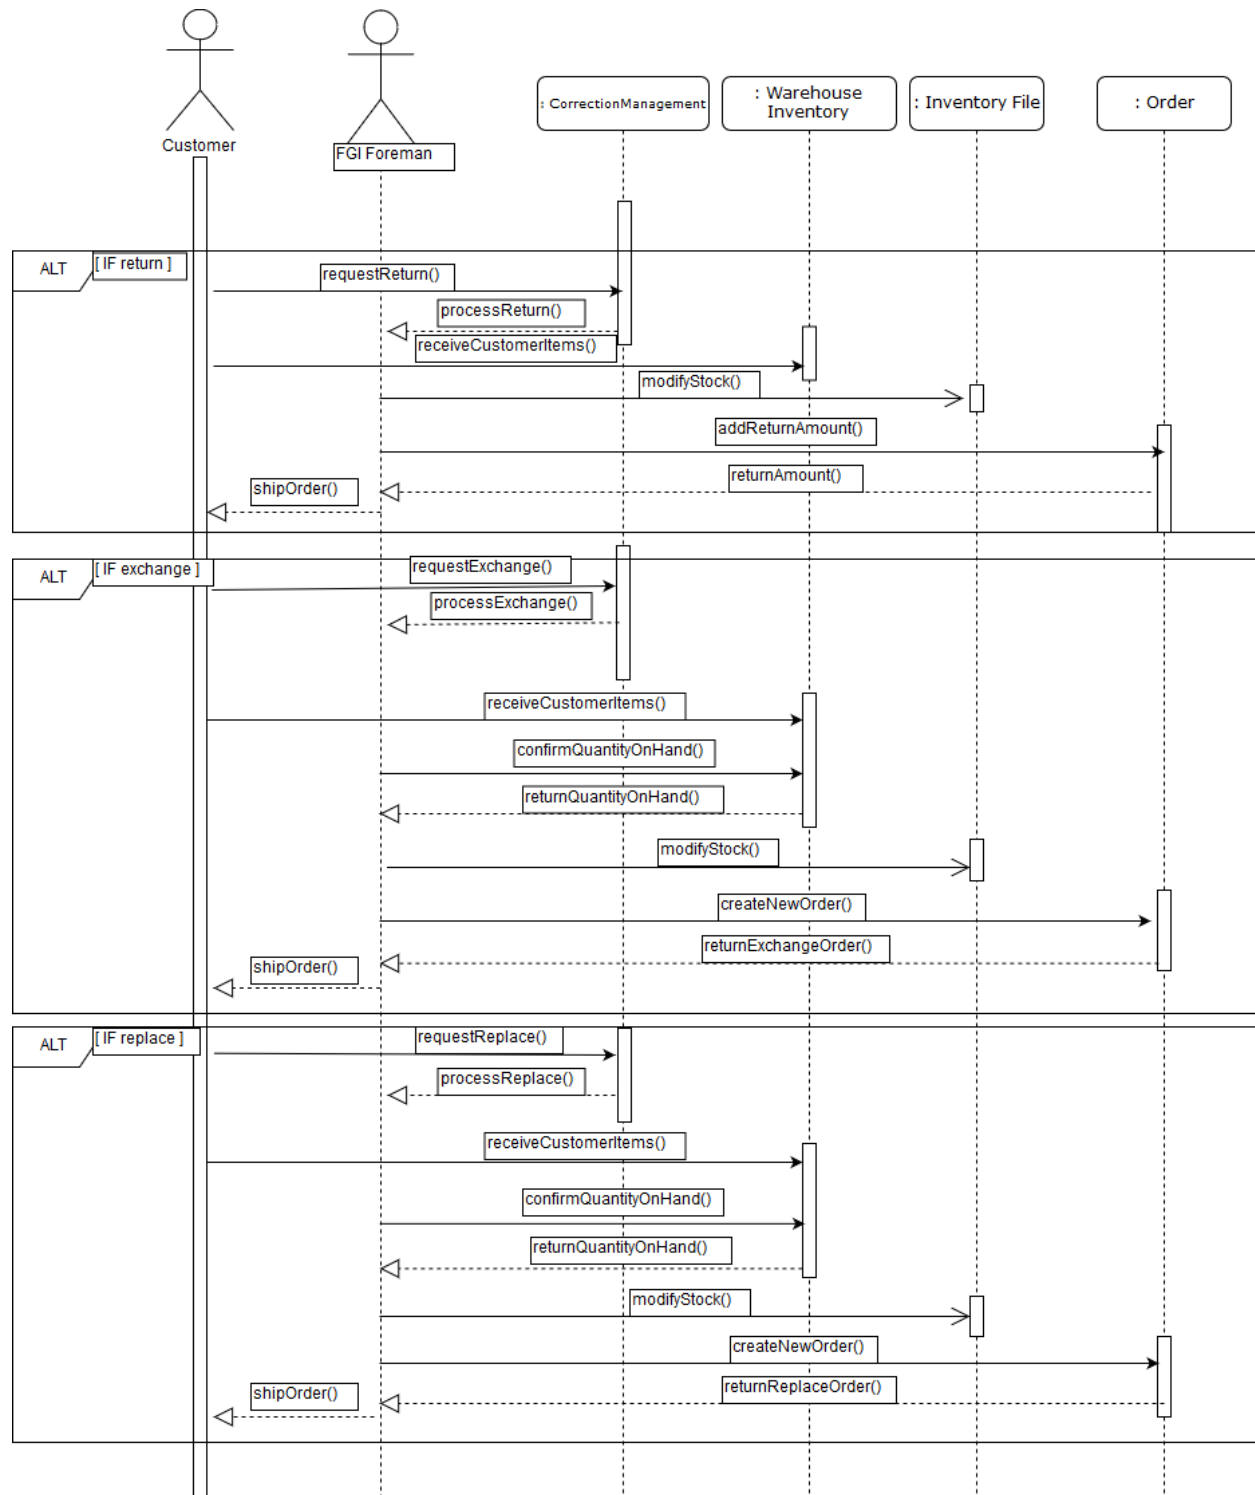 : CorrectionManagement
: Warehouse
Inventory
: Inventory File
: Order
Customer
FGI Foreman
ALT
[ IF return ]
requestReturn()
processReturn()
receiveCustomerItems()
modifyStock()
addReturnAmount()
returnAmount()
shipOrder()
ALT
[ IF exchange ]
requestExchange()
processExchange()
receiveCustomerItems()
confirmQuantityOnHand()
returnQuantityOnHand()
modifyStock()
createNewOrder()
returnExchangeOrder()
shipOrder()
ALT
[ IF replace ]
requestReplace()
processReplace()
receiveCustomerItems()
confirmQuantityOnHand()
returnQuantityOnHand()
modifyStock()
createNewOrder()
returnReplaceOrder()
shipOrder()